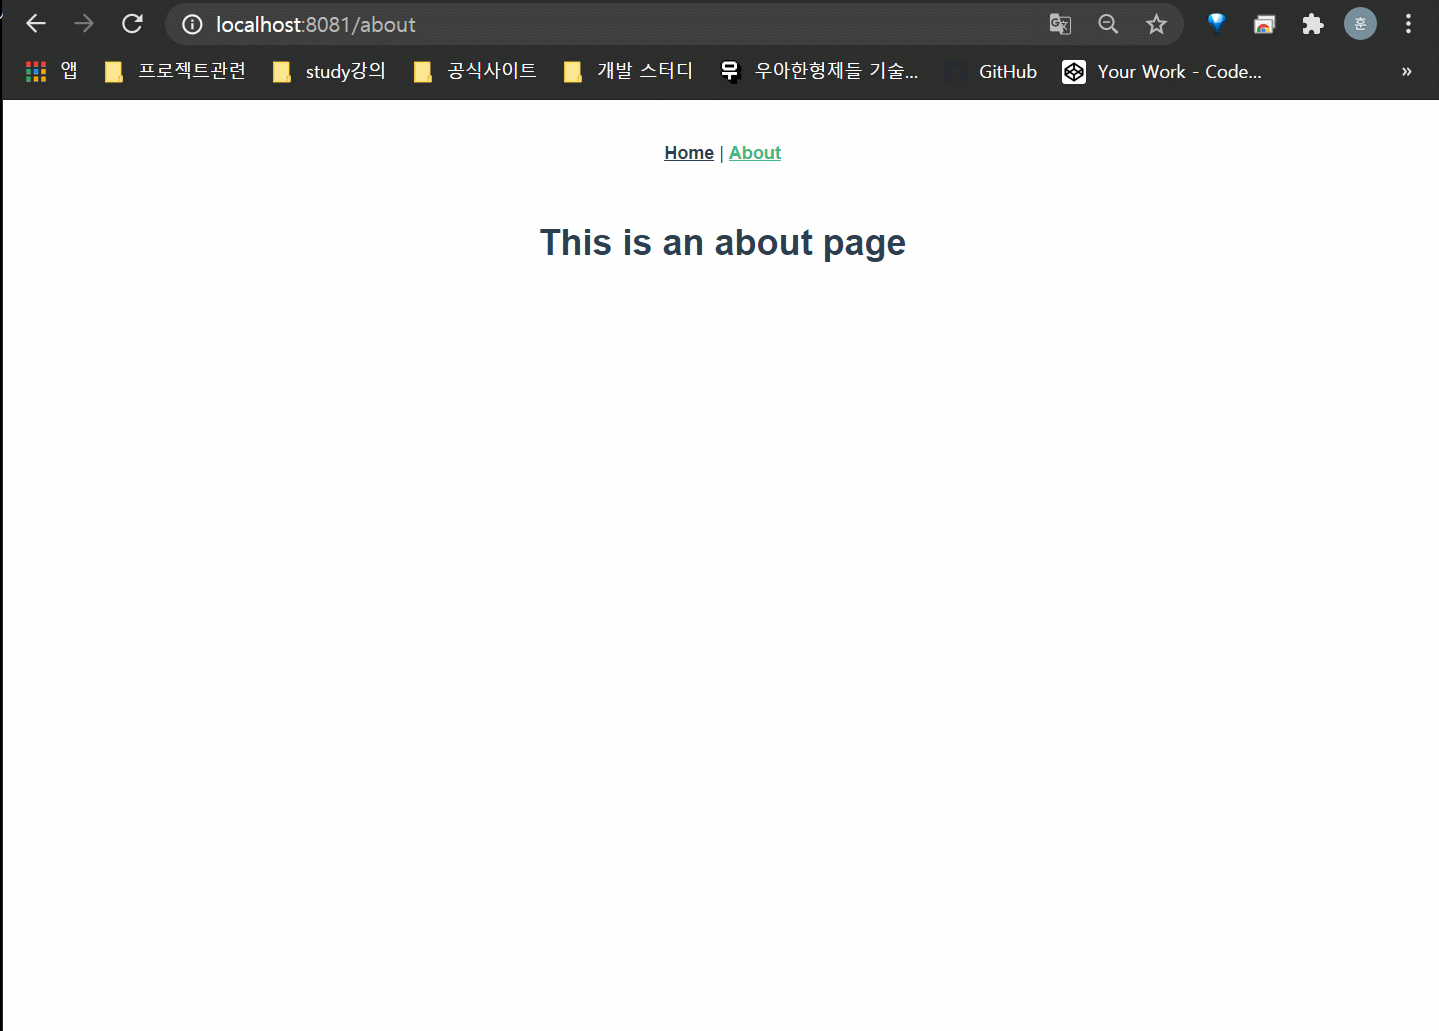 localhost:8081/about
훈
앱 프로젝트관련 study강의 공식사이트 개발 스터디 우아한형제들 기술... GitHub Your Work - Code... »
Home | About
This is an about page